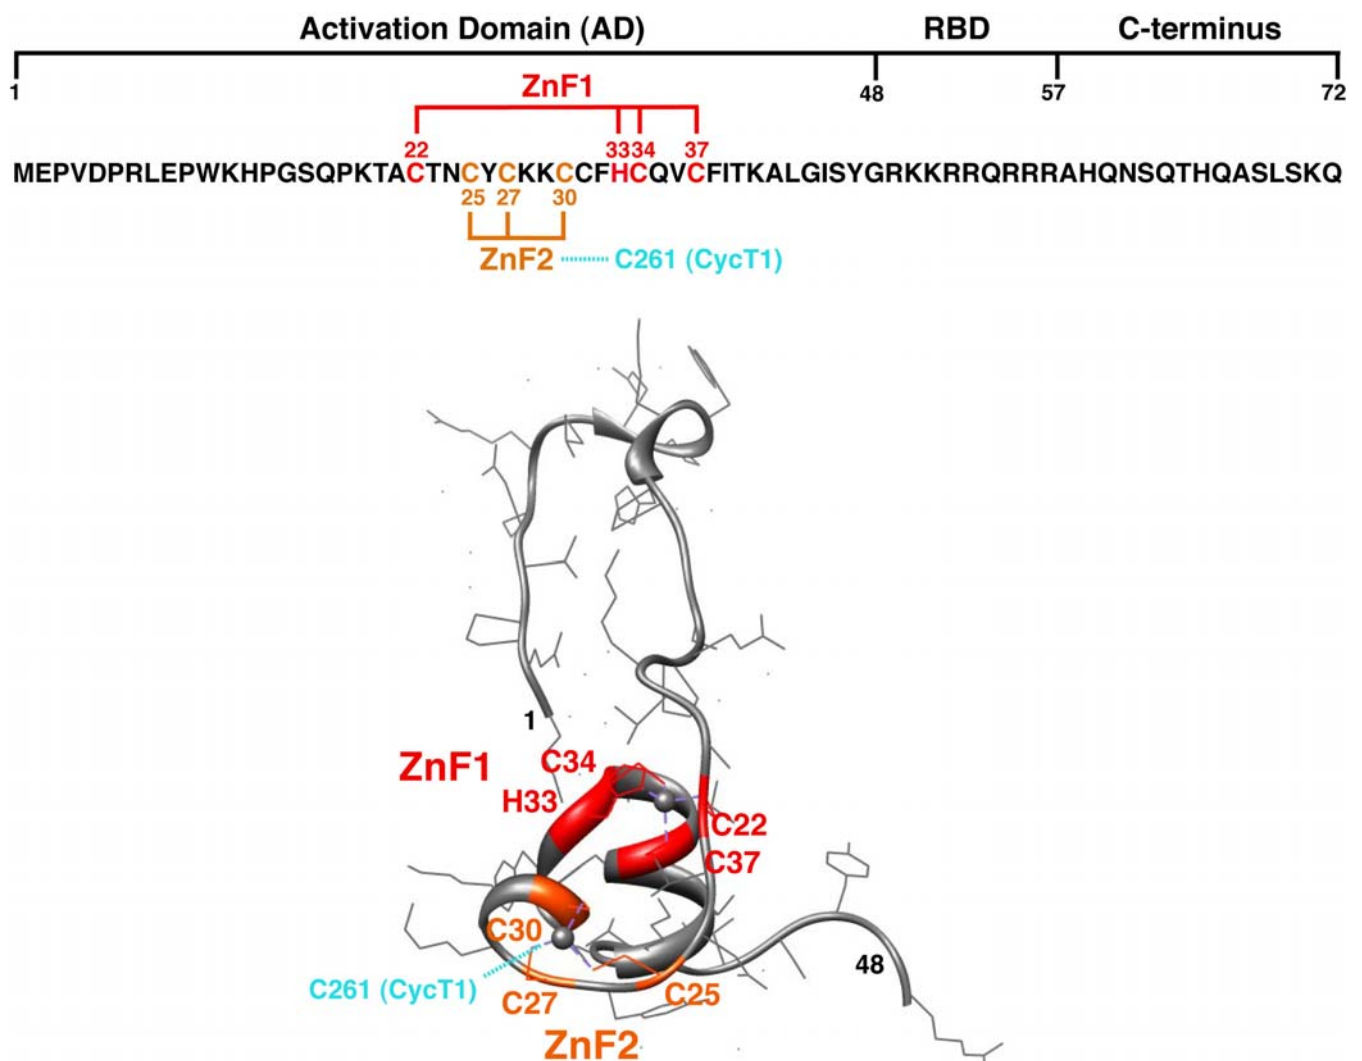 Activation Domain (AD) RBD C-terminus
1 48 57 72
ZnF1
22 33 34 37
MEPVDPRLEPWKHPGSQPKTACTNCYCKKCCFHCQVCFITKALGISYGRKKRRQRRRAHQNSQTHQASLSKQ
25 27 30
ZnF2 C261 (CycT1)
1
ZnF1
C34
H33
C22
C37
C30
48
C261 (CycT1)
C27
C25
ZnF2